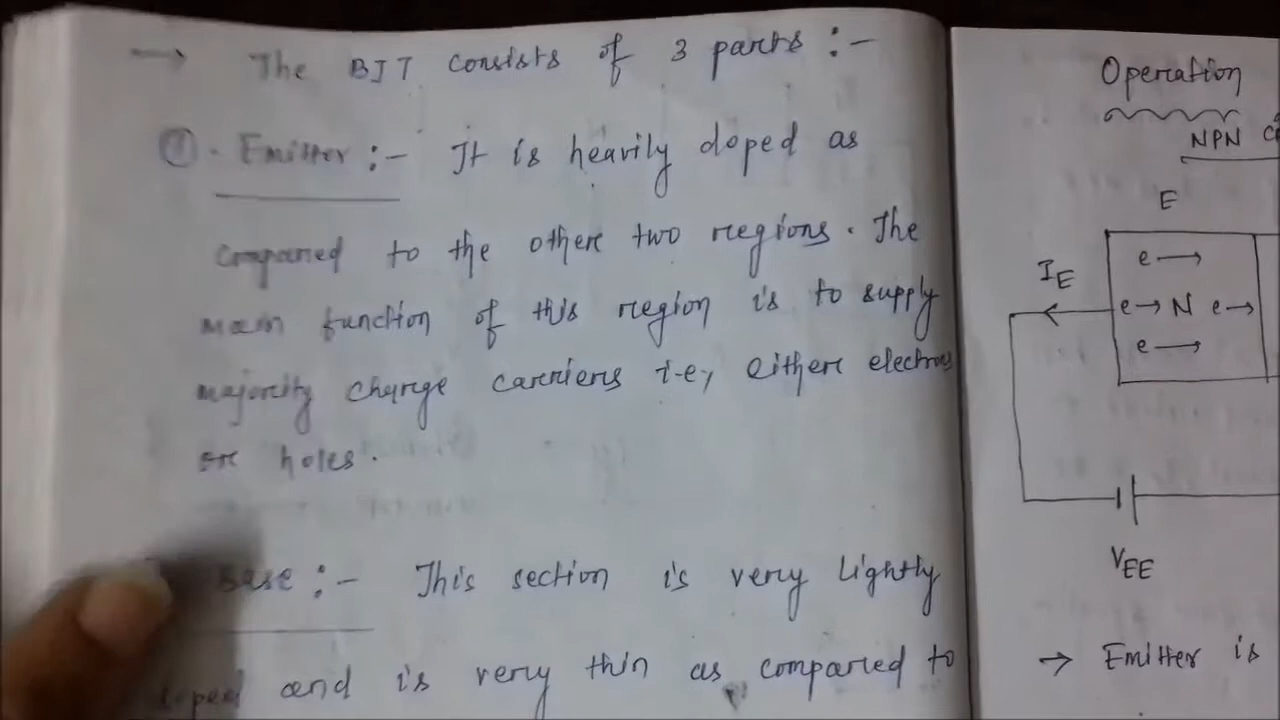 → The BJT consists of 3 parts :-
① . Emitter :- It is heavily doped as
compared to the other two regions. The
main function of this region is to supply
majority charge carriers i.e, either electrons
or holes.
Base :- This section is very lightly
and is very thin as compared to
Operation
NPN
E
I_E
e →
e → N e →
e →
V_EE
→ Emitter is